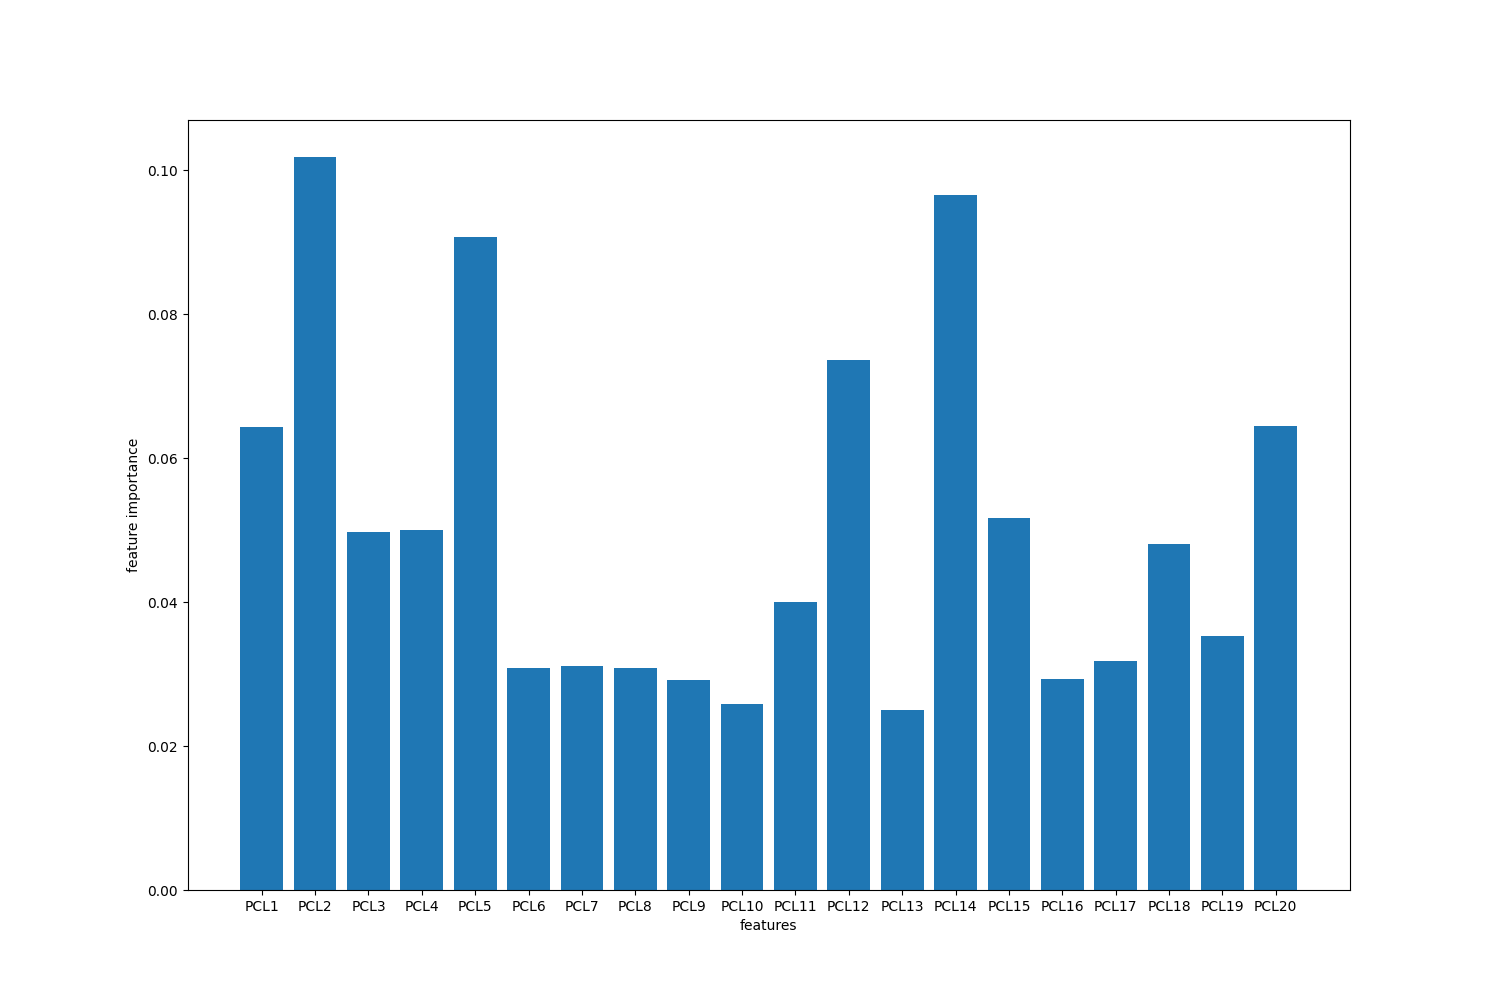 0.10
0.08
0.06
0.04
0.02
0.00
feature importance
PCL1 PCL2 PCL3 PCL4 PCL5 PCL6 PCL7 PCL8 PCL9 PCL10 PCL11 PCL12 PCL13 PCL14 PCL15 PCL16 PCL17 PCL18 PCL19 PCL20
features